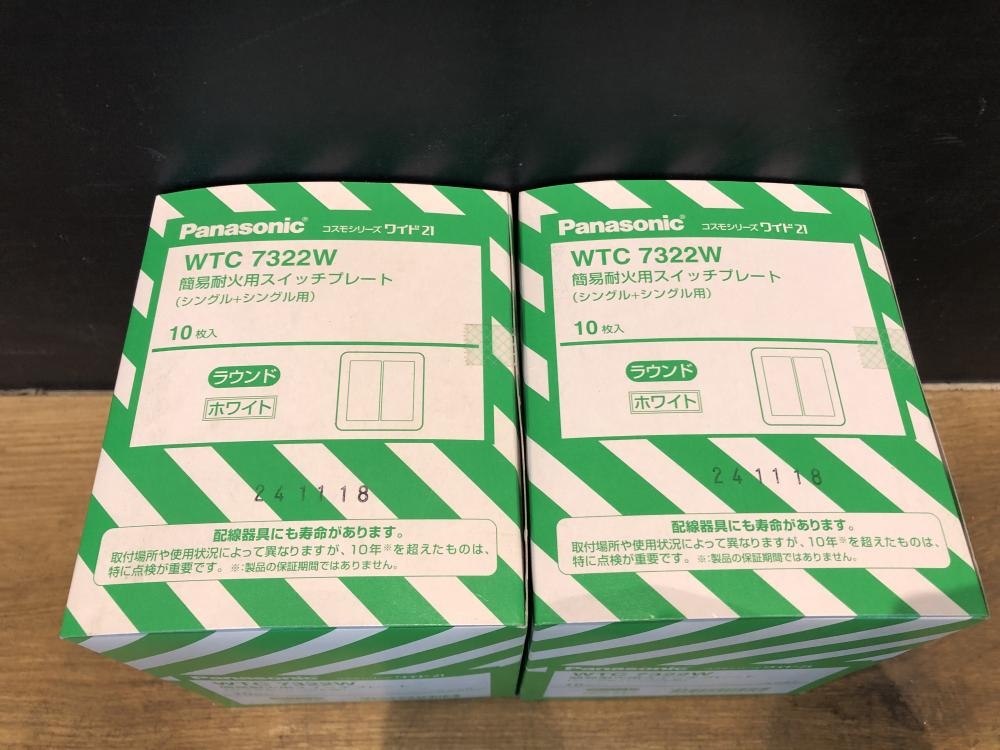 Panasonic® コスモシリーズ ワイド21
WTC 7322W
簡易耐火用スイッチプレート
(シングル+シングル用)
10枚入
ラウンド
ホワイト
241118
配線器具にも寿命があります。
取付場所や使用状況によって異なりますが、10年※を超えたものは、
特に点検が重要です。※:製品の保証期間ではありません。
WTC 7322W
Panasonic® コスモシリーズ ワイド21
WTC 7322W
簡易耐火用スイッチプレート
(シングル+シングル用)
10枚入
ラウンド
ホワイト
241118
配線器具にも寿命があります。
取付場所や使用状況によって異なりますが、10年※を超えたものは、
特に点検が重要です。※:製品の保証期間ではありません。
Panasonic
WTC 7322W